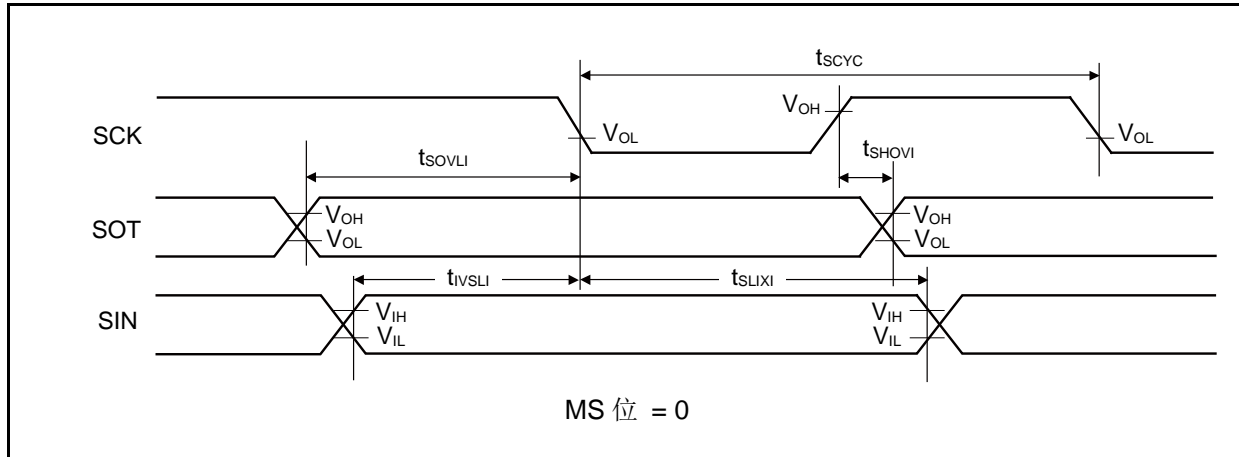 tSCYC
SCK
VOL
VOH
VOL
tSOVLI
tSHOVI
SOT
VOH
VOL
VOH
VOL
tIVSLI
tSLIXI
SIN
VIH
VIL
VIH
VIL
MS 位 = 0